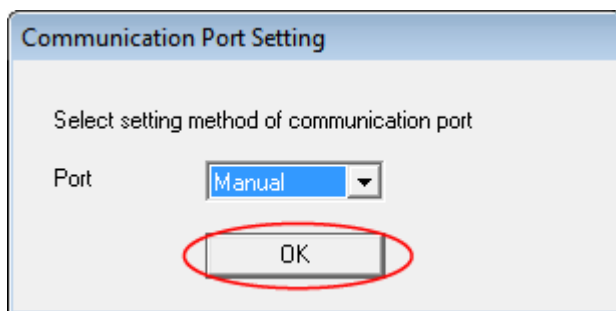 Communication Port Setting
Select setting method of communication port
Port Manual
OK